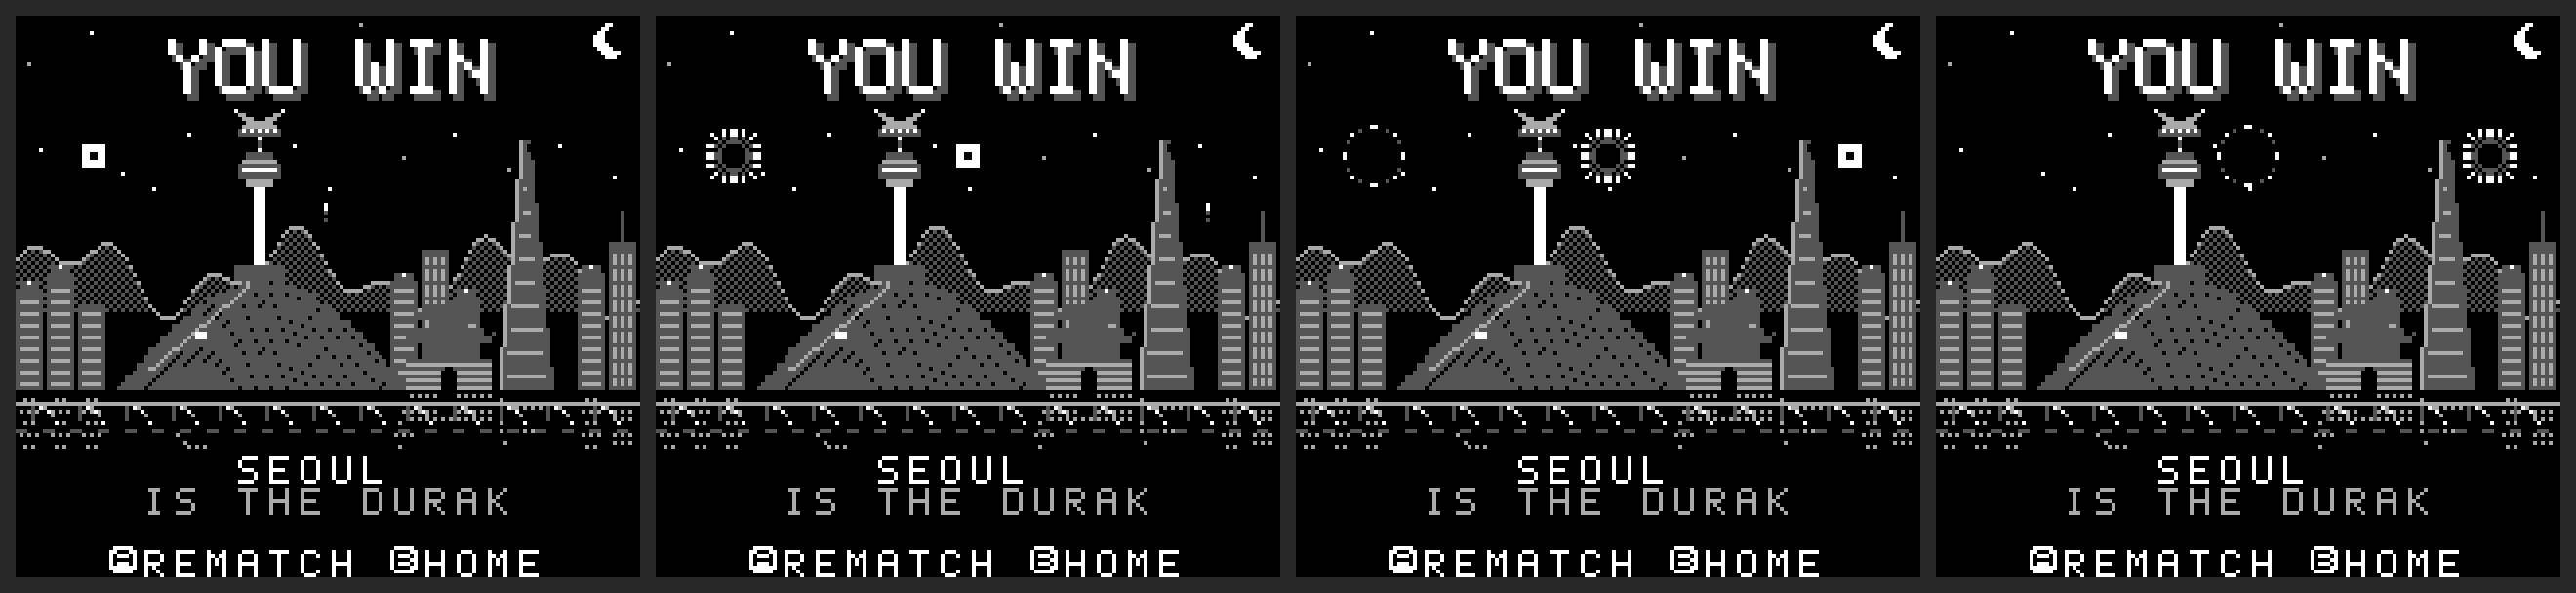 YOU WIN YOU WIN YOU WIN YOU WIN
SEOUL SEOUL SEOUL SEOUL
IS THE DURAK IS THE DURAK IS THE DURAK IS THE DURAK
A REMATCH B HOME A REMATCH B HOME A REMATCH B HOME A REMATCH B HOME